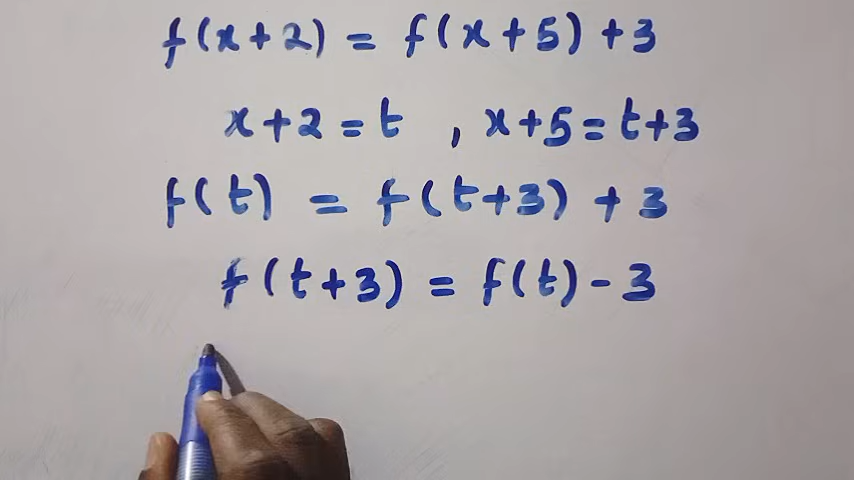 f(x+2) = f(x+5) +3
x+2 = t , x+5 = t+3
f(t) = f(t+3) + 3
f(t+3) = f(t) - 3